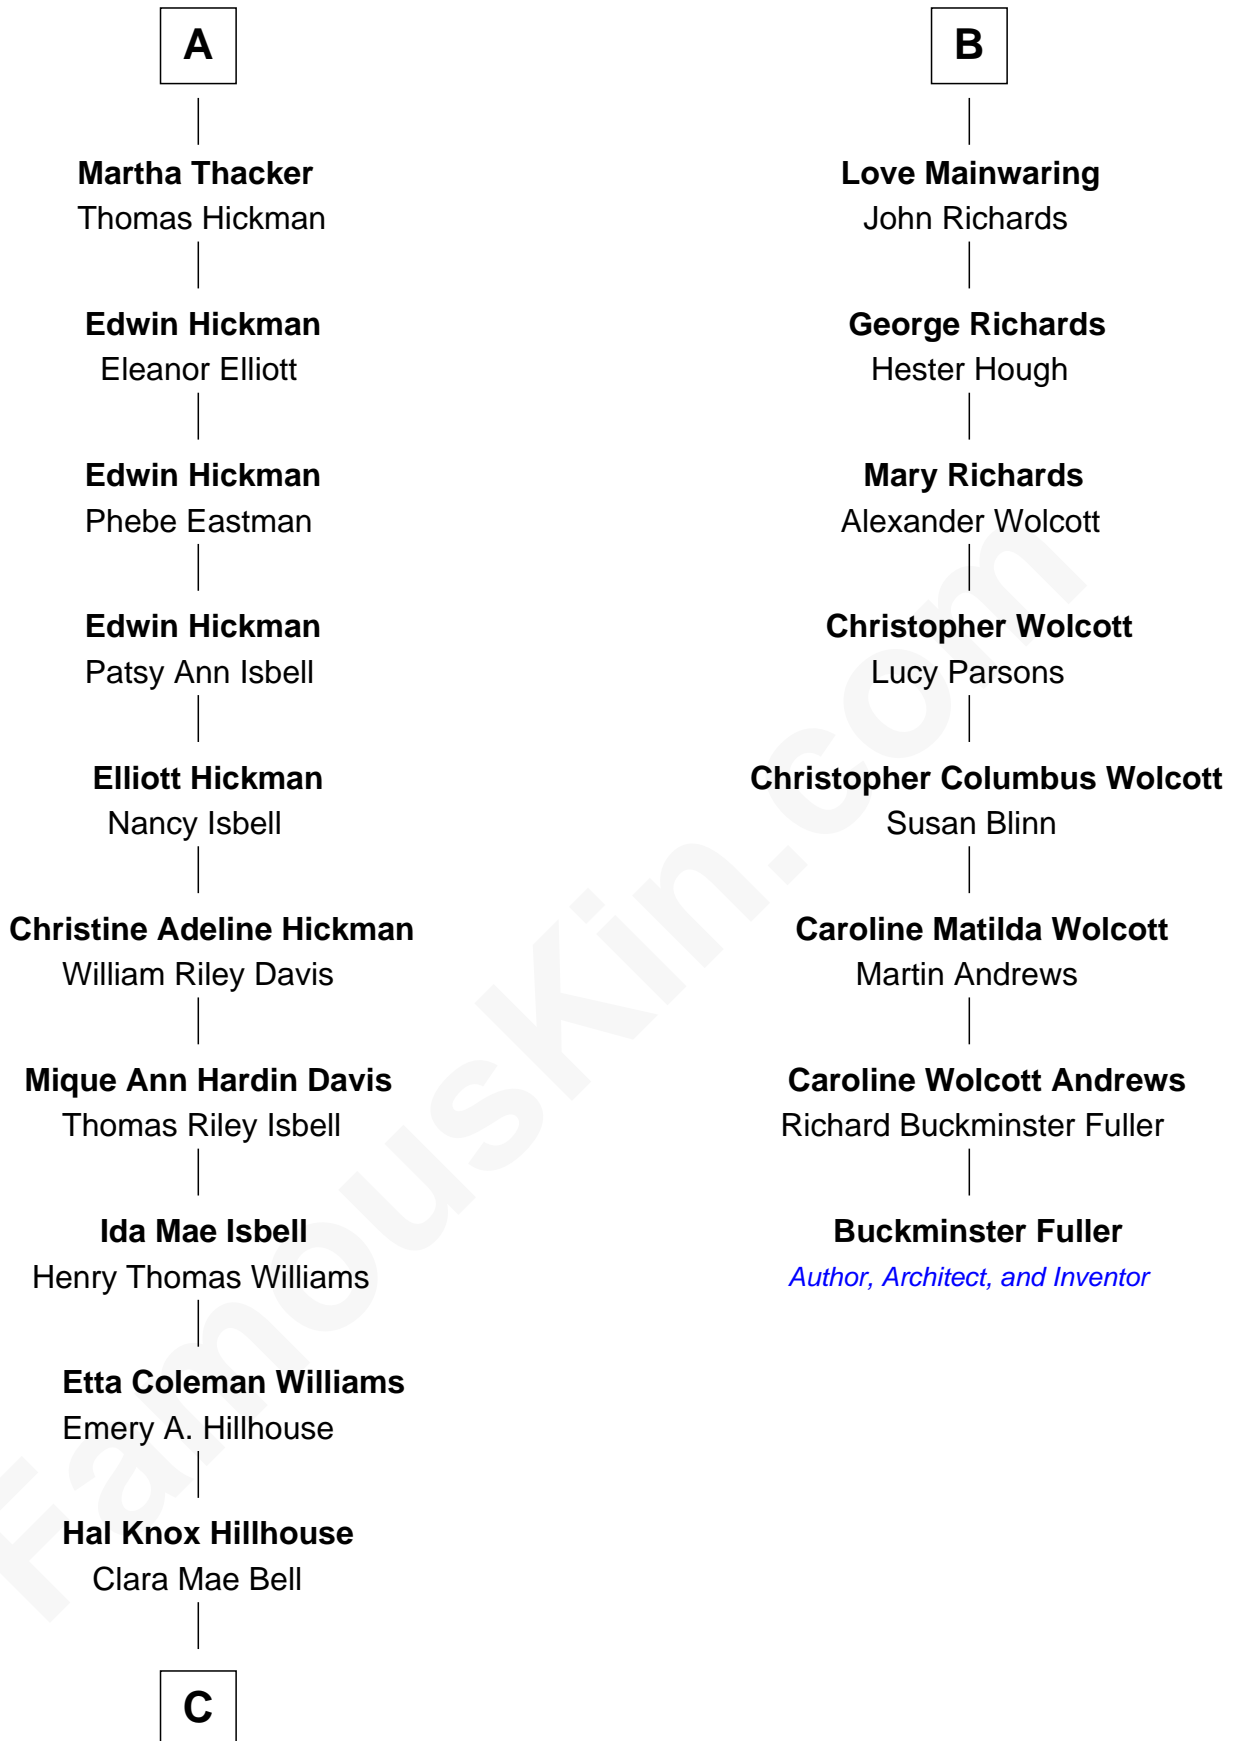 A
Martha Thacker
Thomas Hickman
Edwin Hickman
Eleanor Elliott
Edwin Hickman
Phebe Eastman
Edwin Hickman
Patsy Ann Isbell
Elliott Hickman
Nancy Isbell
Christine Adeline Hickman
William Riley Davis
Mique Ann Hardin Davis
Thomas Riley Isbell
Ida Mae Isbell
Henry Thomas Williams
Etta Coleman Williams
Emery A. Hillhouse
Hal Knox Hillhouse
Clara Mae Bell
C
B
Love Mainwaring
John Richards
George Richards
Hester Hough
Mary Richards
Alexander Wolcott
Christopher Wolcott
Lucy Parsons
Christopher Columbus Wolcott
Susan Blinn
Caroline Matilda Wolcott
Martin Andrews
Caroline Wolcott Andrews
Richard Buckminster Fuller
Buckminster Fuller
Author, Architect, and Inventor
FamousKin.com